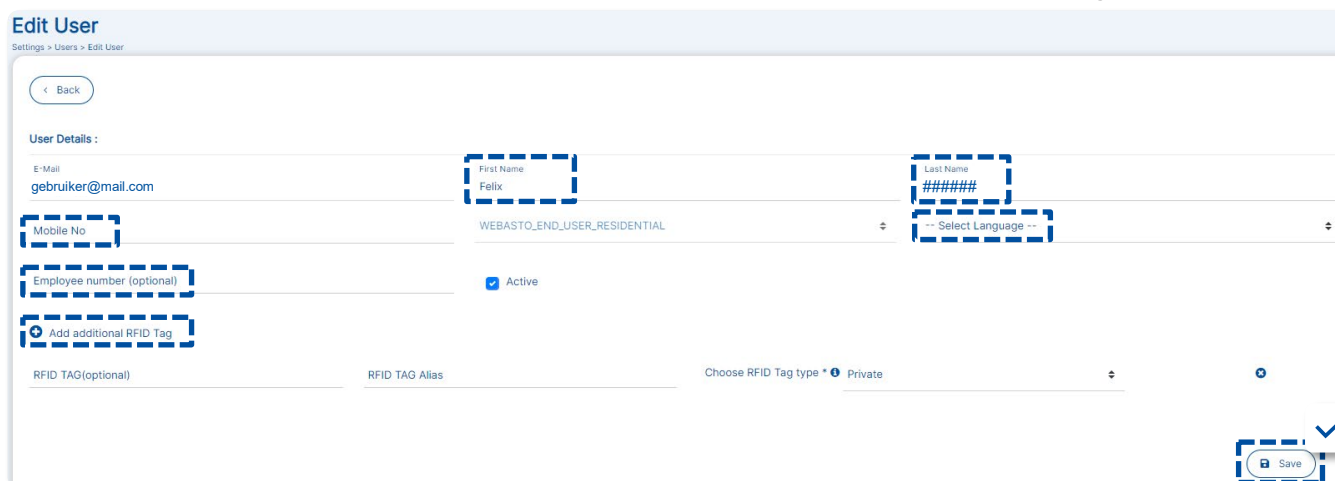 Edit User
Settings > Users > Edit User
< Back
User Details :
E-Mail First Name Last Name
gebruiker@mail.com Felix ######
Mobile No WEBASTO_END_USER_RESIDENTIAL -- Select Language --
Employee number (optional) Active
Add additional RFID Tag
RFID TAG(optional) RFID TAG Alias Choose RFID Tag type * Private
Save